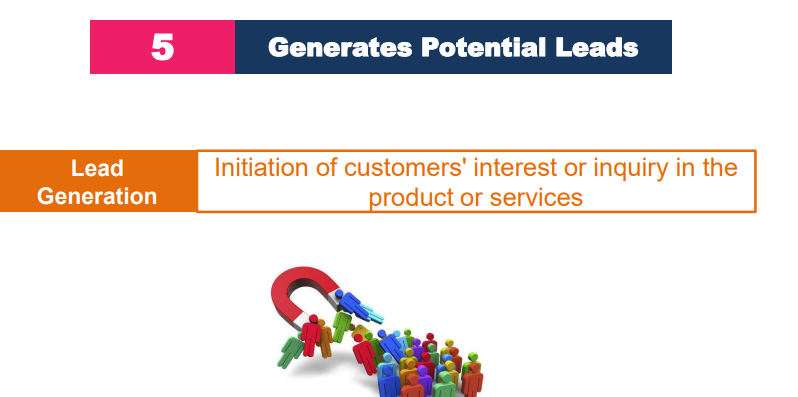 5
Generates Potential Leads
Lead
Generation
Initiation of customers' interest or inquiry in the
product or services